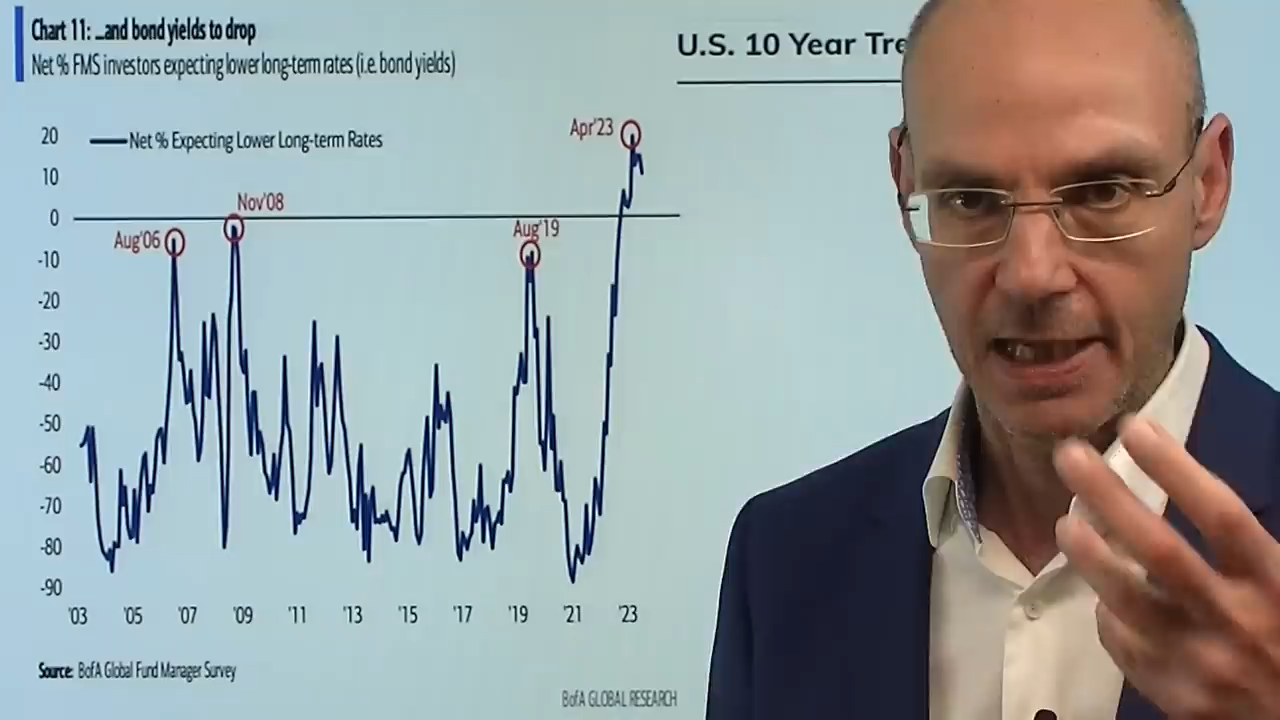 Chart 11: ...and bond yields to drop
Net % FMS investors expecting lower long-term rates (i.e. bond yields)
U.S. 10 Year Tre
Net % Expecting Lower Long-term Rates
20
10
0
-10
-20
-30
-40
-50
-60
-70
-80
-90
Aug'06
Nov'08
Aug'19
Apr'23
'03 '05 '07 '09 '11 '13 '15 '17 '19 '21 '23
Source: BofA Global Fund Manager Survey
BofA GLOBAL RESEARCH